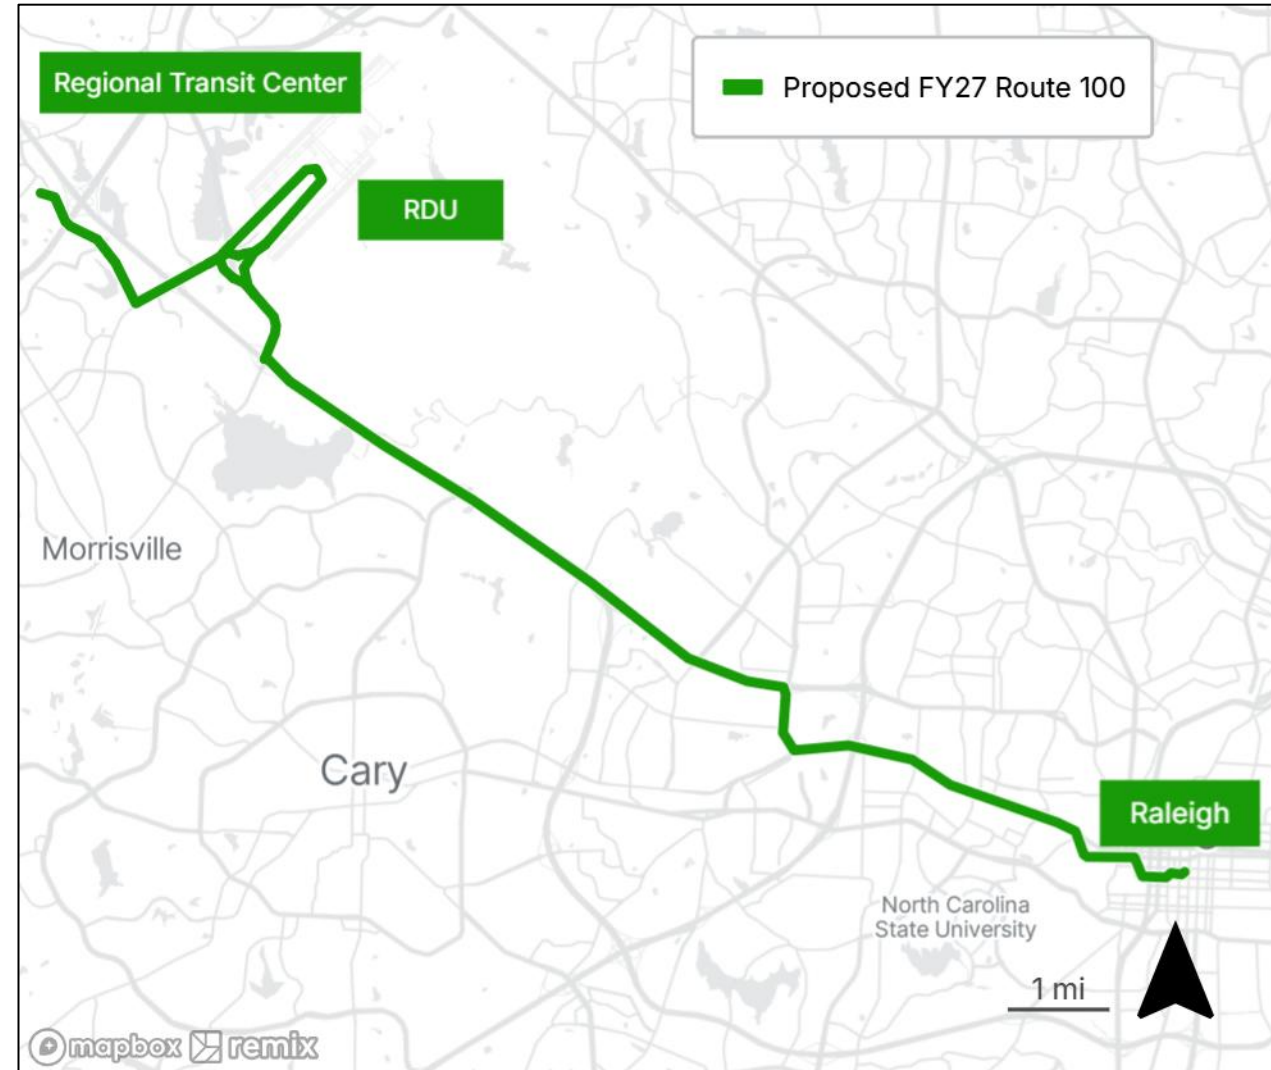 Regional Transit Center
Proposed FY27 Route 100
RDU
Morrisville
Cary
Raleigh
North Carolina
State University
1 mi
mapbox remix